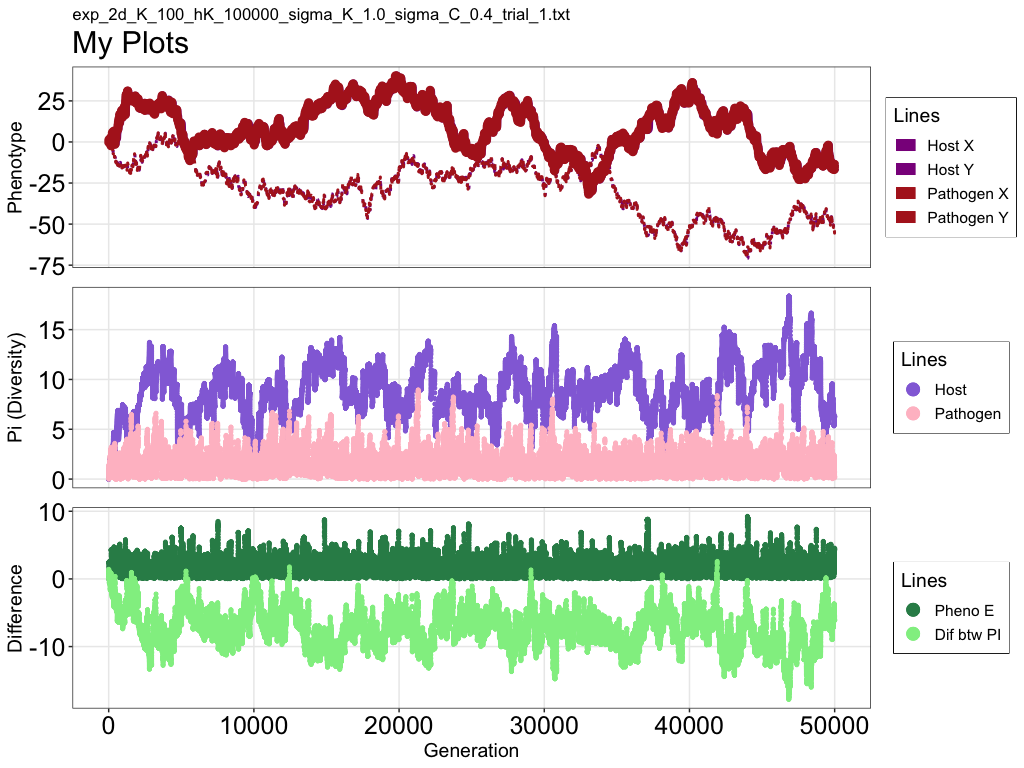 exp_2d_K_100_hK_100000_sigma_K_1.0_sigma_C_0.4_trial_1.txt
My Plots
Phenotype
25
0
-25
-50
-75
Lines
Host X
Host Y
Pathogen X
Pathogen Y
Pi (Diversity)
15
10
5
0
Lines
Host
Pathogen
Difference
10
0
-10
Lines
Pheno E
Dif btw PI
0 10000 20000 30000 40000 50000
Generation